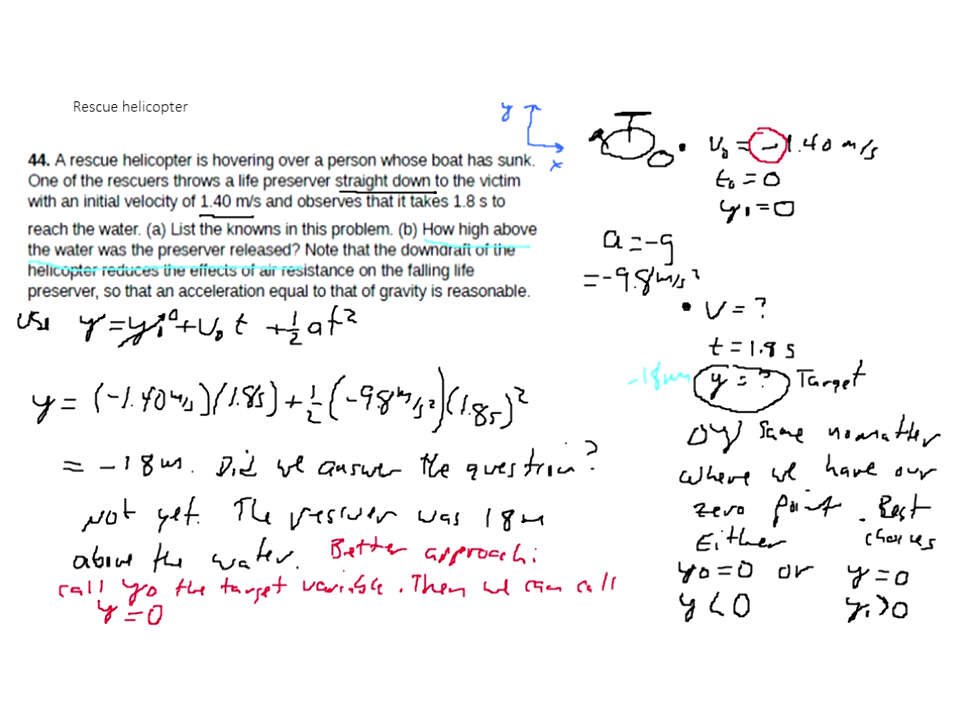 Rescue helicopter
44. A rescue helicopter is hovering over a person whose boat has sunk.
One of the rescuers throws a life preserver straight down to the victim
with an initial velocity of 1.40 m/s and observes that it takes 1.8 s to
reach the water. (a) List the knowns in this problem. (b) How high above
the water was the preserver released? Note that the downdraft of the
helicopter reduces the effects of air resistance on the falling life
preserver, so that an acceleration equal to that of gravity is reasonable.
y
x
v₀ = -1.40 m/s
t₀ = 0
y₁ = 0
a = -g
= -9.8 m/s²
• v = ?
t = 1.8 s
-18m y = ? Target
Use y = y₁⁰ + v₀ t + ½ at²
y = (-1.40 m/s)(1.8s) + ½ (-9.8 m/s²)(1.8s)²
= -18m. Did we answer the question?
Not yet. The rescuer was 18m
above the water. Better approach:
call y₀ the target variable. Then we can call
y = 0
Δy same no matter
where we have our
zero point. Best
Either choices
y₀ = 0 or y = 0
y < 0 y₁ > 0